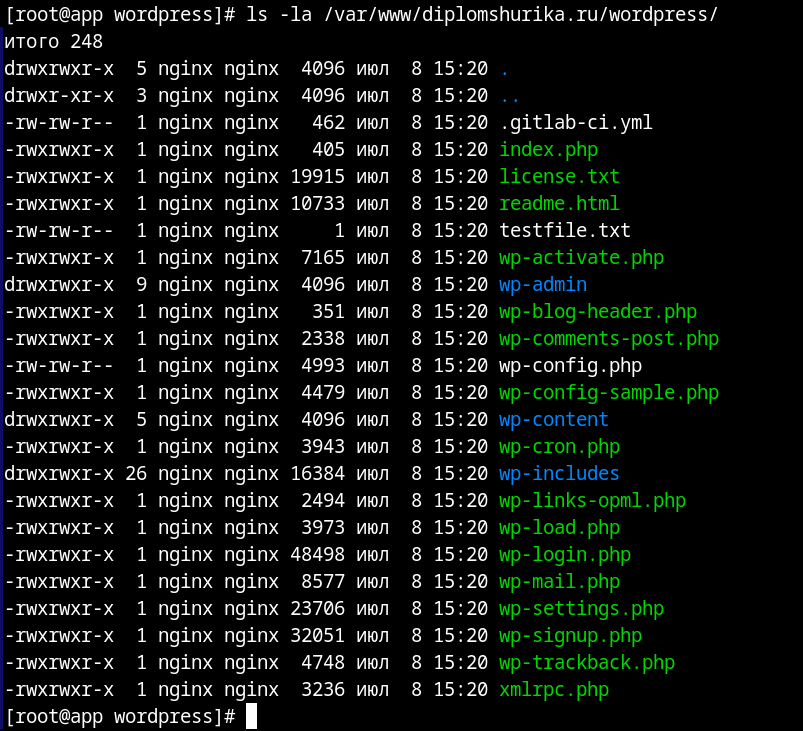 [root@app wordpress]# ls -la /var/www/diplomshurika.ru/wordpress/
итого 248
drwxrwxr-x  5 nginx nginx  4096 июл  8 15:20 .
drwxr-xr-x  3 nginx nginx  4096 июл  8 15:20 ..
-rw-rw-r--  1 nginx nginx   462 июл  8 15:20 .gitlab-ci.yml
-rwxrwxr-x  1 nginx nginx   405 июл  8 15:20 index.php
-rwxrwxr-x  1 nginx nginx 19915 июл  8 15:20 license.txt
-rwxrwxr-x  1 nginx nginx 10733 июл  8 15:20 readme.html
-rw-rw-r--  1 nginx nginx     1 июл  8 15:20 testfile.txt
-rwxrwxr-x  1 nginx nginx  7165 июл  8 15:20 wp-activate.php
drwxrwxr-x  9 nginx nginx  4096 июл  8 15:20 wp-admin
-rwxrwxr-x  1 nginx nginx   351 июл  8 15:20 wp-blog-header.php
-rwxrwxr-x  1 nginx nginx  2338 июл  8 15:20 wp-comments-post.php
-rw-rw-r--  1 nginx nginx  4993 июл  8 15:20 wp-config.php
-rwxrwxr-x  1 nginx nginx  4479 июл  8 15:20 wp-config-sample.php
drwxrwxr-x  5 nginx nginx  4096 июл  8 15:20 wp-content
-rwxrwxr-x  1 nginx nginx  3943 июл  8 15:20 wp-cron.php
drwxrwxr-x 26 nginx nginx 16384 июл  8 15:20 wp-includes
-rwxrwxr-x  1 nginx nginx  2494 июл  8 15:20 wp-links-opml.php
-rwxrwxr-x  1 nginx nginx  3973 июл  8 15:20 wp-load.php
-rwxrwxr-x  1 nginx nginx 48498 июл  8 15:20 wp-login.php
-rwxrwxr-x  1 nginx nginx  8577 июл  8 15:20 wp-mail.php
-rwxrwxr-x  1 nginx nginx 23706 июл  8 15:20 wp-settings.php
-rwxrwxr-x  1 nginx nginx 32051 июл  8 15:20 wp-signup.php
-rwxrwxr-x  1 nginx nginx  4748 июл  8 15:20 wp-trackback.php
-rwxrwxr-x  1 nginx nginx  3236 июл  8 15:20 xmlrpc.php
[root@app wordpress]#